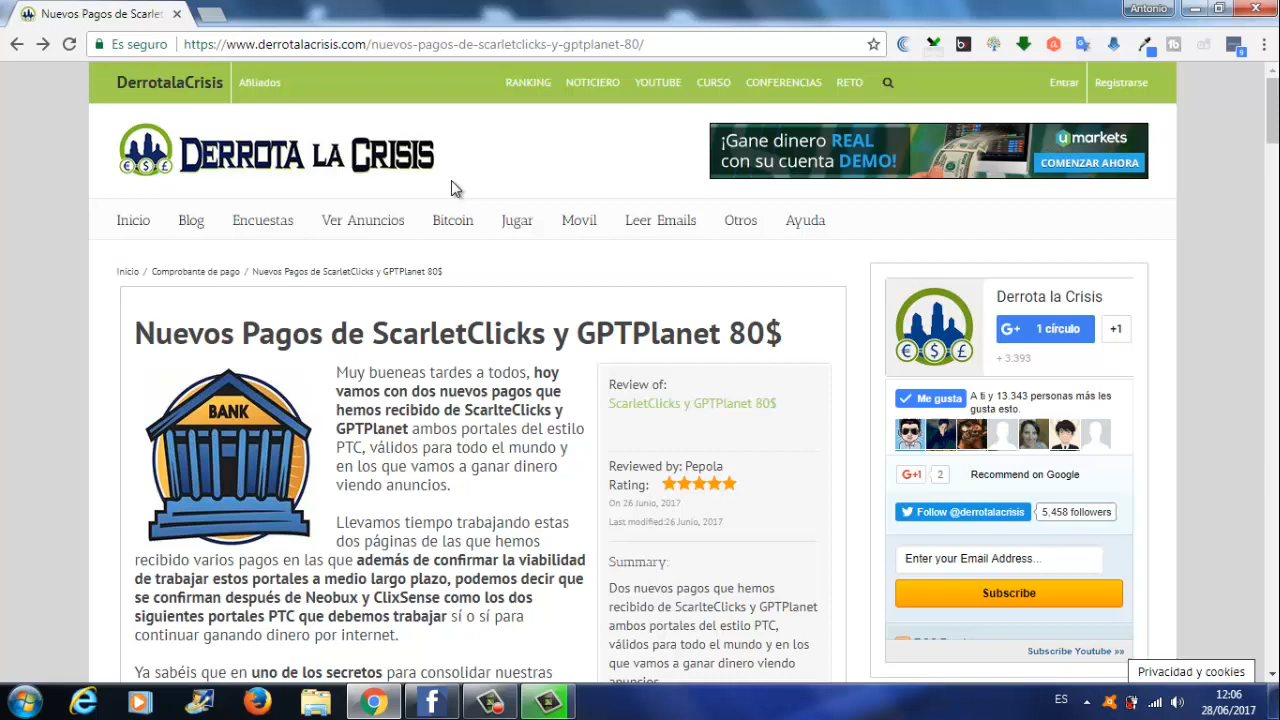 Nuevos Pagos de Scarlet
Antonio
Es seguro
https://www.derrotalacrisis.com/nuevos-pagos-de-scarletclicks-y-gptplanet-80/
DerrotalaCrisis
Afiliados
RANKING
NOTICIERO
YOUTUBE
CURSO
CONFERENCIAS
RETO
Entrar
Registrarse
DERROTA LA CRISIS
¡Gane dinero REAL
con su cuenta DEMO!
umarkets
COMENZAR AHORA
Inicio
Blog
Encuestas
Ver Anuncios
Bitcoin
Jugar
Movil
Leer Emails
Otros
Ayuda
Inicio / Comprobante de pago / Nuevos Pagos de ScarletClicks y GPTPlanet 80$
Nuevos Pagos de ScarletClicks y GPTPlanet 80$
BANK
Muy bueneas tardes a todos, hoy
vamos con dos nuevos pagos que
hemos recibido de ScarlteClicks y
GPTPlanet ambos portales del estilo
PTC, válidos para todo el mundo y
en los que vamos a ganar dinero
viendo anuncios.
Llevamos tiempo trabajando estas
dos páginas de las que hemos
recibido varios pagos en las que además de confirmar la viabilidad
de trabajar estos portales a medio largo plazo, podemos decir que
se confirman después de Neobux y ClixSense como los dos
siguientes portales PTC que debemos trabajar sí o sí para
continuar ganando dinero por internet.
Ya sabéis que en uno de los secretos para consolidar nuestras
Review of:
ScarletClicks y GPTPlanet 80$
Reviewed by: Pepola
Rating:
On 26 Junio, 2017
Last modified:26 Junio, 2017
Summary:
Dos nuevos pagos que hemos
recibido de ScarlteClicks y GPTPlanet
ambos portales del estilo PTC,
válidos para todo el mundo y en los
que vamos a ganar dinero viendo
anuncios.
Derrota la Crisis
G+ 1 círculo
+1
+ 3.393
Me gusta
A ti y 13.343 personas más les
gusta esto.
G+1
2
Recommend on Google
Follow @derrotalacrisis
5,458 followers
Enter your Email Address...
Subscribe
Subscribe Youtube »»
Privacidad y cookies
ES
12:06
28/06/2017